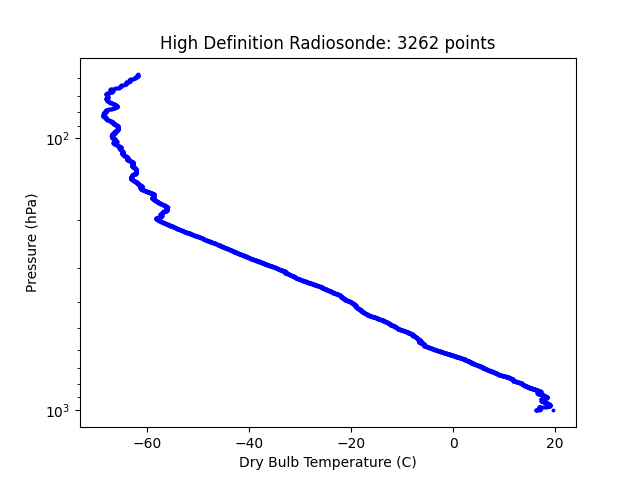 High Definition Radiosonde: 3262 points
10²
10³
Pressure (hPa)
−60
−40
−20
0
20
Dry Bulb Temperature (C)